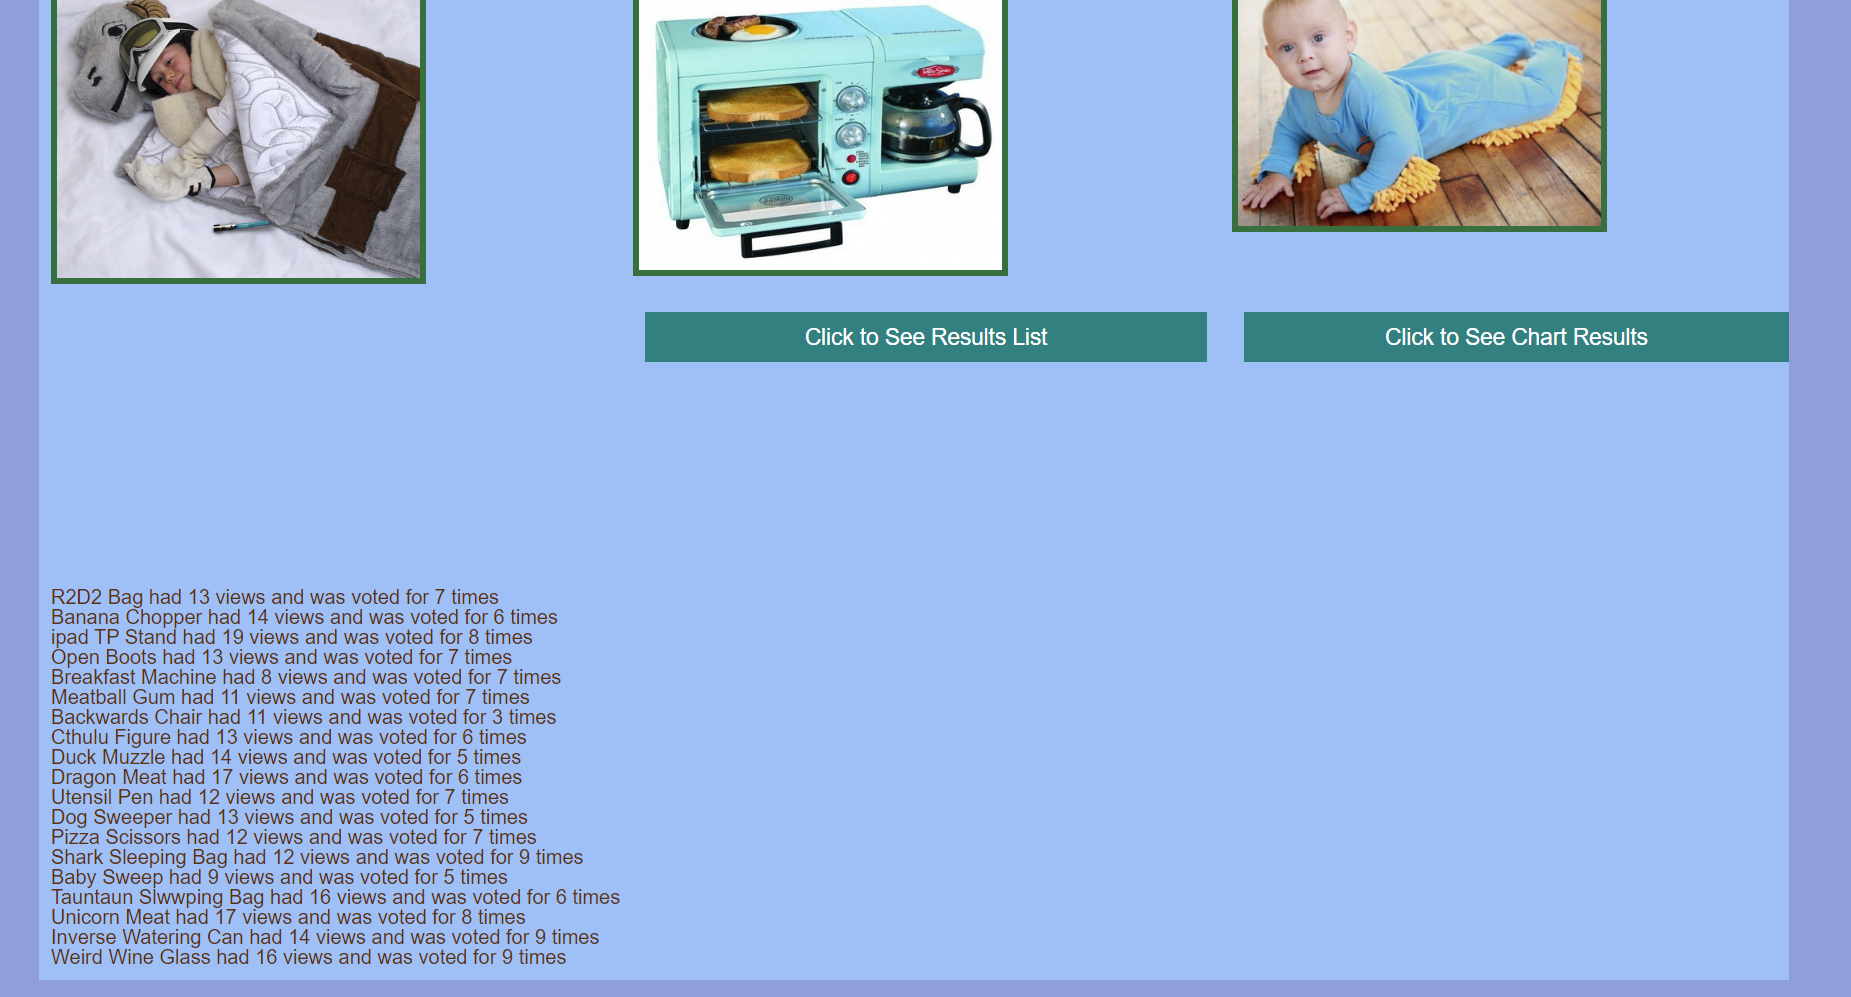 Click to See Results List
Click to See Chart Results
R2D2 Bag had 13 views and was voted for 7 times
Banana Chopper had 14 views and was voted for 6 times
ipad TP Stand had 19 views and was voted for 8 times
Open Boots had 13 views and was voted for 7 times
Breakfast Machine had 8 views and was voted for 7 times
Meatball Gum had 11 views and was voted for 7 times
Backwards Chair had 11 views and was voted for 3 times
Cthulu Figure had 13 views and was voted for 6 times
Duck Muzzle had 14 views and was voted for 5 times
Dragon Meat had 17 views and was voted for 6 times
Utensil Pen had 12 views and was voted for 7 times
Dog Sweeper had 13 views and was voted for 5 times
Pizza Scissors had 12 views and was voted for 7 times
Shark Sleeping Bag had 12 views and was voted for 9 times
Baby Sweep had 9 views and was voted for 5 times
Tauntaun Slwwping Bag had 16 views and was voted for 6 times
Unicorn Meat had 17 views and was voted for 8 times
Inverse Watering Can had 14 views and was voted for 9 times
Weird Wine Glass had 16 views and was voted for 9 times